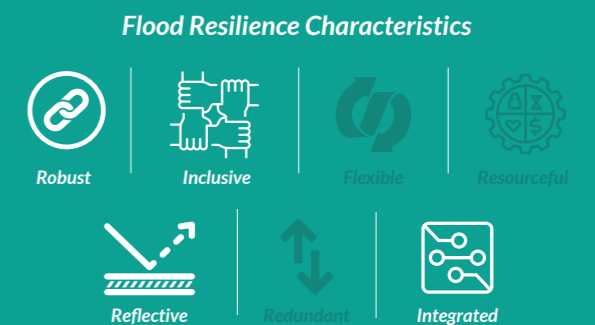 Flood Resilience Characteristics
Robust
Inclusive
Flexible
Resourceful
Reflective
Redundant
Integrated